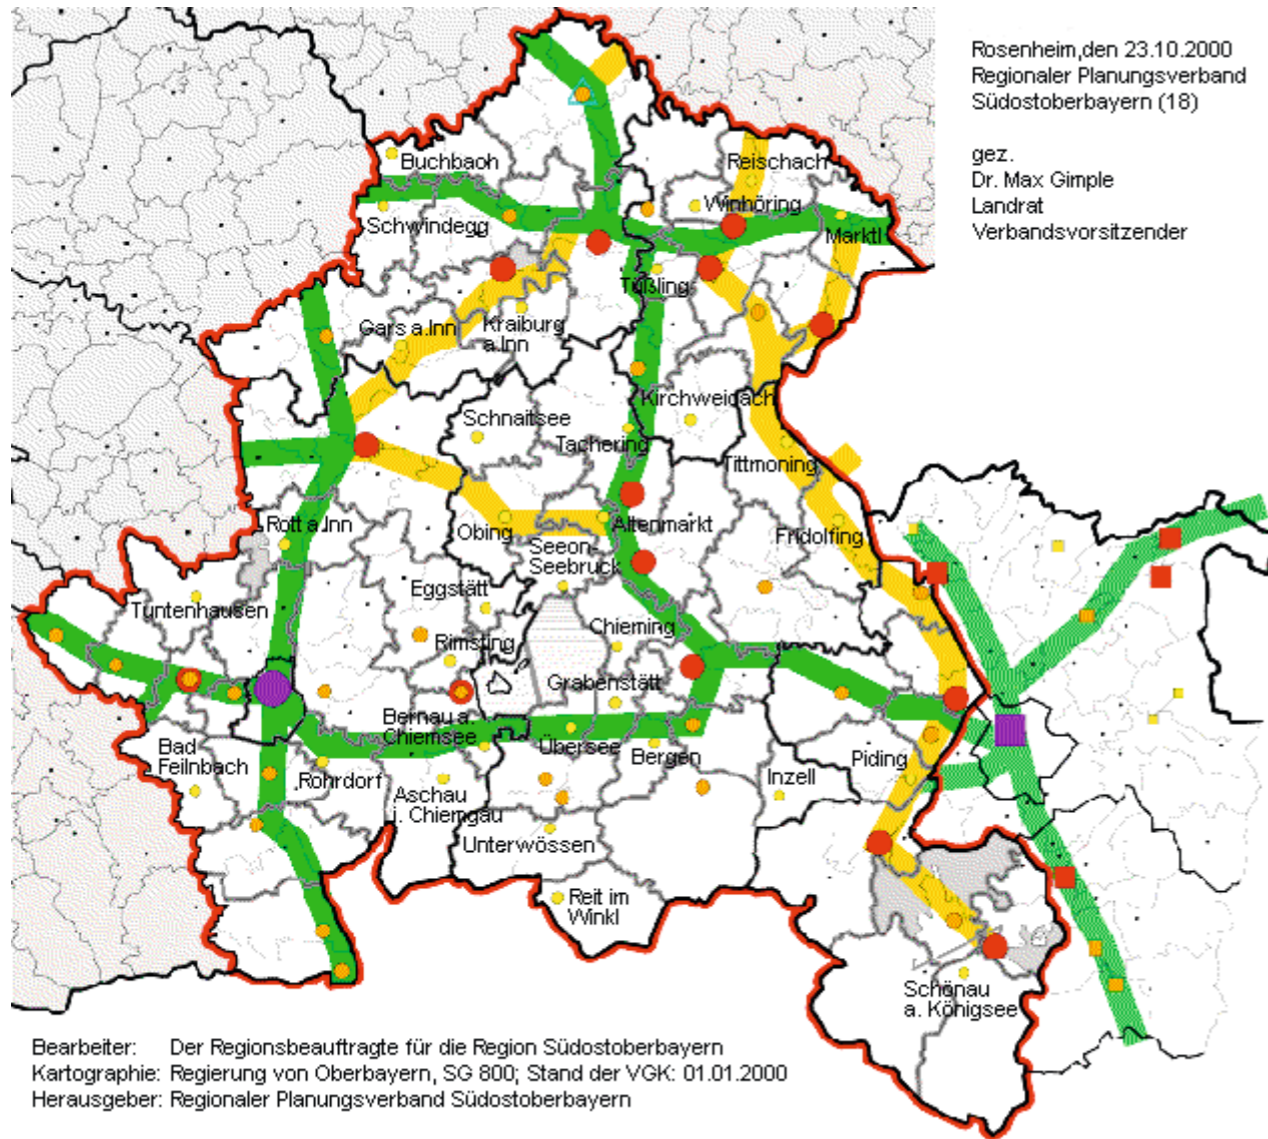 Rosenheim,den 23.10.2000
Regionaler Planungsverband
Südostoberbayern (18)
gez.
Dr. Max Gimple
Landrat
Verbandsvorsitzender
Buchbach
Reischach
Winhöring
Schwindegg
Marktl
Tüßling
Gars a.Inn
Kraiburg
a.Inn
Kirchweidach
Schnaitsee
Tacherting
Tittmoning
Rott a.Inn
Obing
Altenmarkt
Fridolfing
Seeon-
Seebruck
Eggstätt
Tuntenhausen
Chieming
Rimsting
Grabenstätt
Bernau a.
Chiemsee
Übersee
Bergen
Bad
Feilnbach
Rohrdorf
Piding
Inzell
Aschau
i. Chiemgau
Unterwössen
Reit im
Winkl
Schönau
a. Königsee
Bearbeiter: Der Regionsbeauftragte für die Region Südostoberbayern
Kartographie: Regierung von Oberbayern, SG 800; Stand der VGK: 01.01.2000
Herausgeber: Regionaler Planungsverband Südostoberbayern